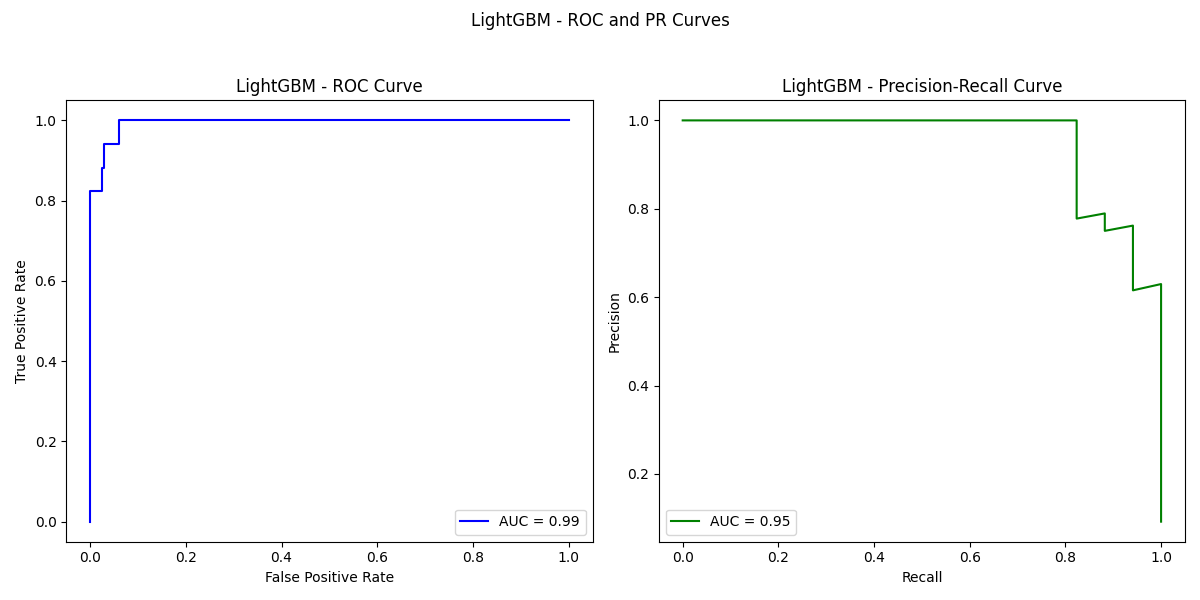 LightGBM - ROC and PR Curves
LightGBM - ROC Curve
1.0
0.8
0.6
0.4
0.2
0.0
True Positive Rate
0.0 0.2 0.4 0.6 0.8 1.0
False Positive Rate
AUC = 0.99
LightGBM - Precision-Recall Curve
1.0
0.8
0.6
0.4
0.2
Precision
0.0 0.2 0.4 0.6 0.8 1.0
Recall
AUC = 0.95